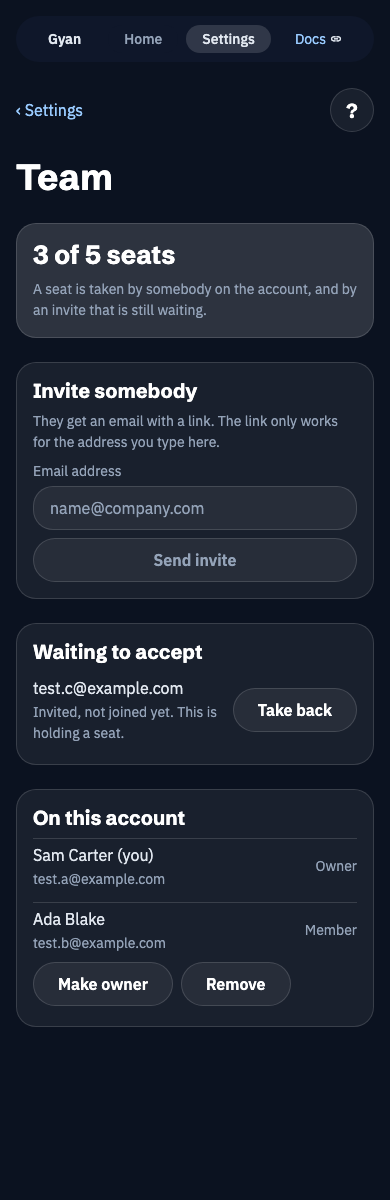 Gyan Home Settings Docs
‹ Settings
?
Team
3 of 5 seats
A seat is taken by somebody on the account, and by
an invite that is still waiting.
Invite somebody
They get an email with a link. The link only works
for the address you type here.
Email address
name@company.com
Send invite
Waiting to accept
test.c@example.com
Invited, not joined yet. This is
holding a seat.
Take back
On this account
Sam Carter (you)
test.a@example.com
Owner
Ada Blake
test.b@example.com
Member
Make owner Remove